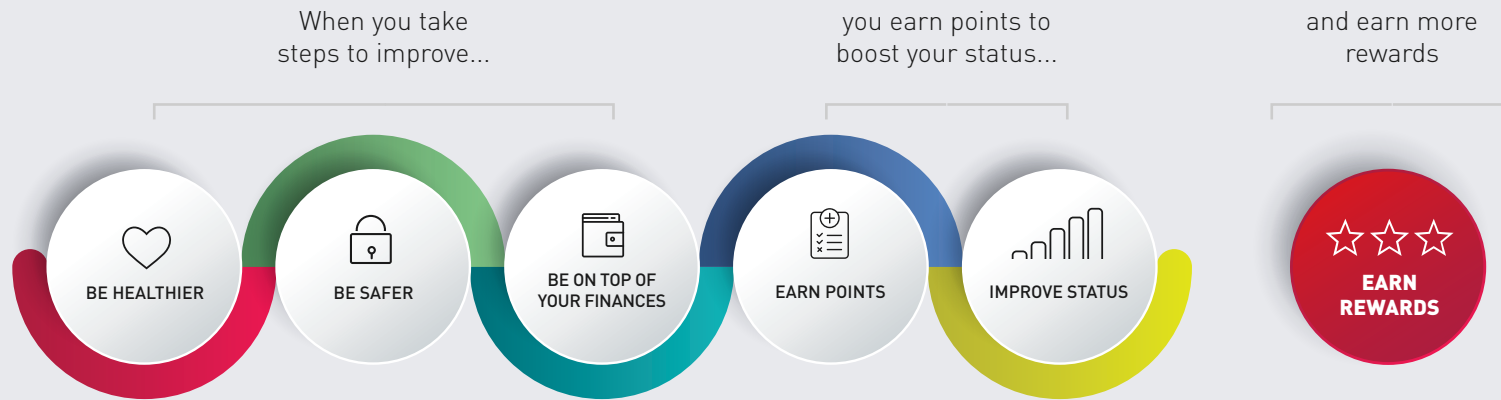 When you take
steps to improve...
you earn points to
boost your status...
and earn more
rewards
BE HEALTHIER
BE SAFER
BE ON TOP OF
YOUR FINANCES
EARN POINTS
IMPROVE STATUS
EARN
REWARDS